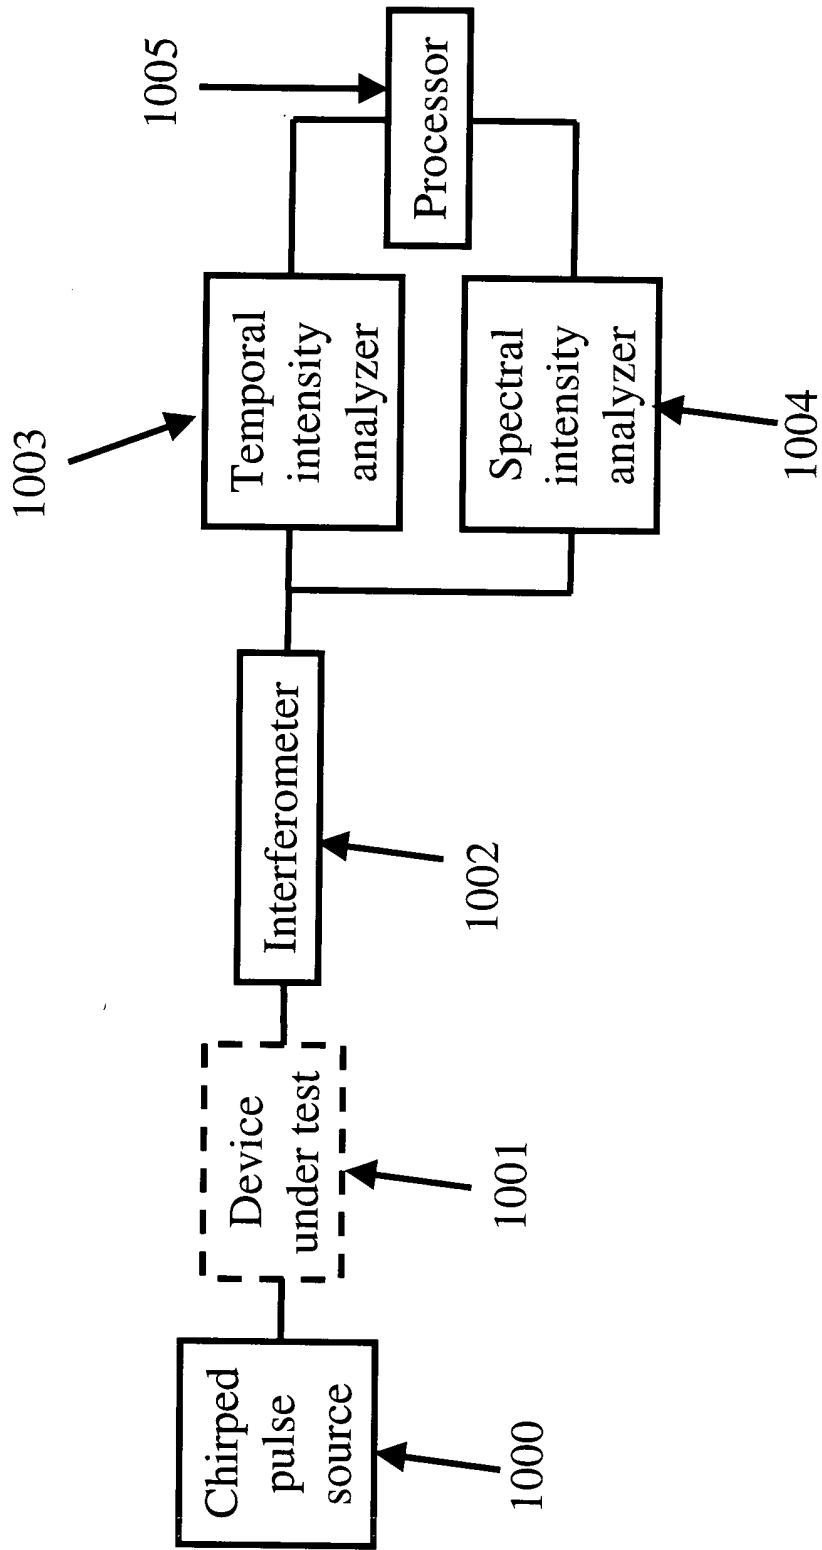 Chirped
pulse
source
1000
Device
under test
1001
Interferometer
1002
Temporal
intensity
analyzer
1003
Spectral
intensity
analyzer
1004
Processor
1005